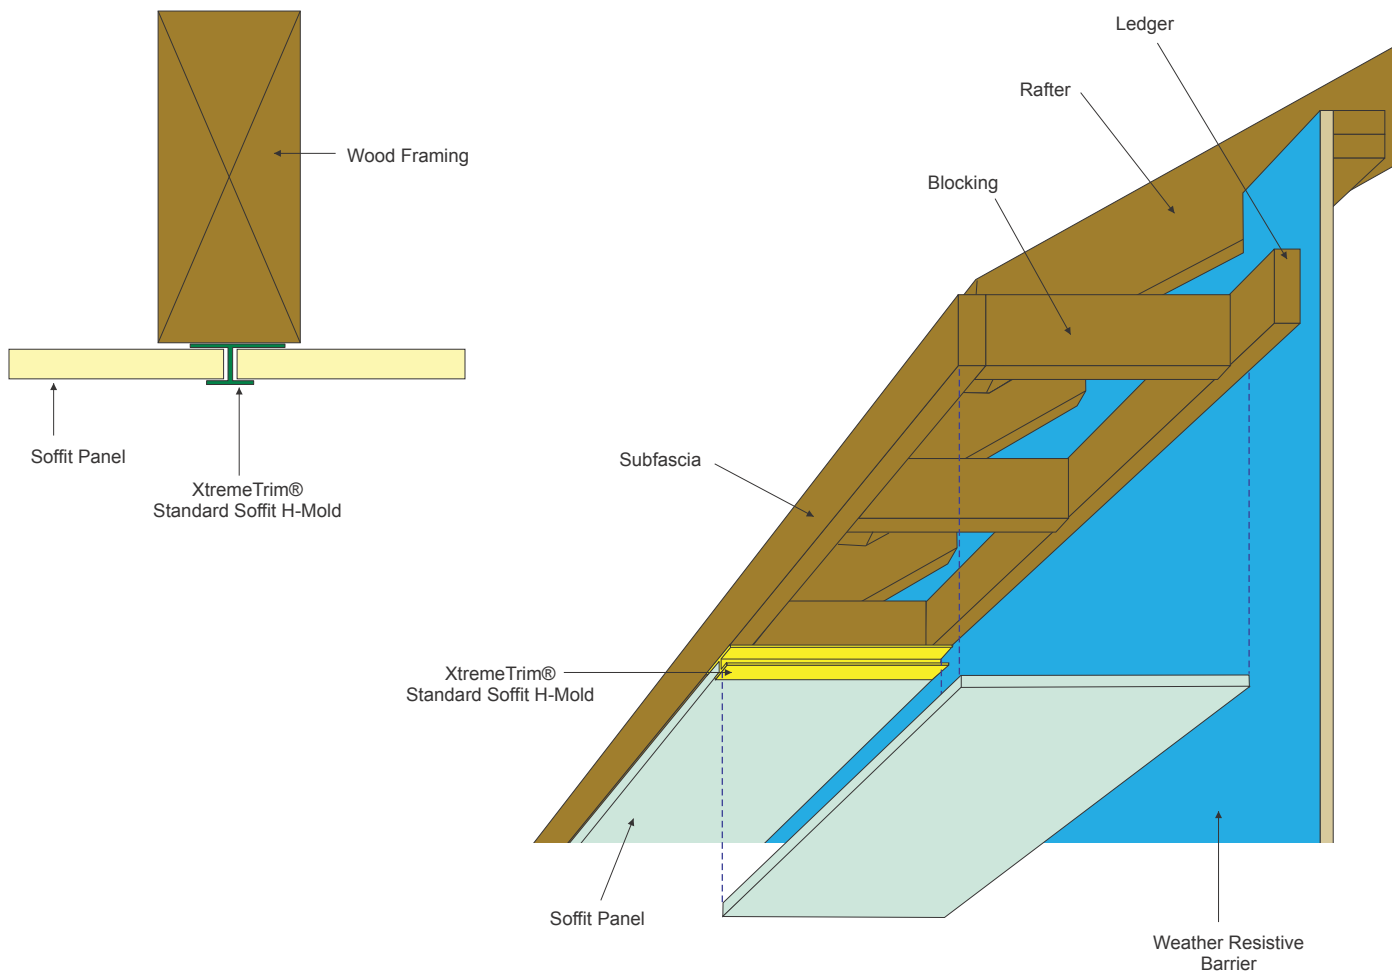 Wood Framing
Soffit Panel
XtremeTrim®
Standard Soffit H-Mold
Ledger
Rafter
Blocking
Subfascia
XtremeTrim®
Standard Soffit H-Mold
Soffit Panel
Weather Resistive
Barrier